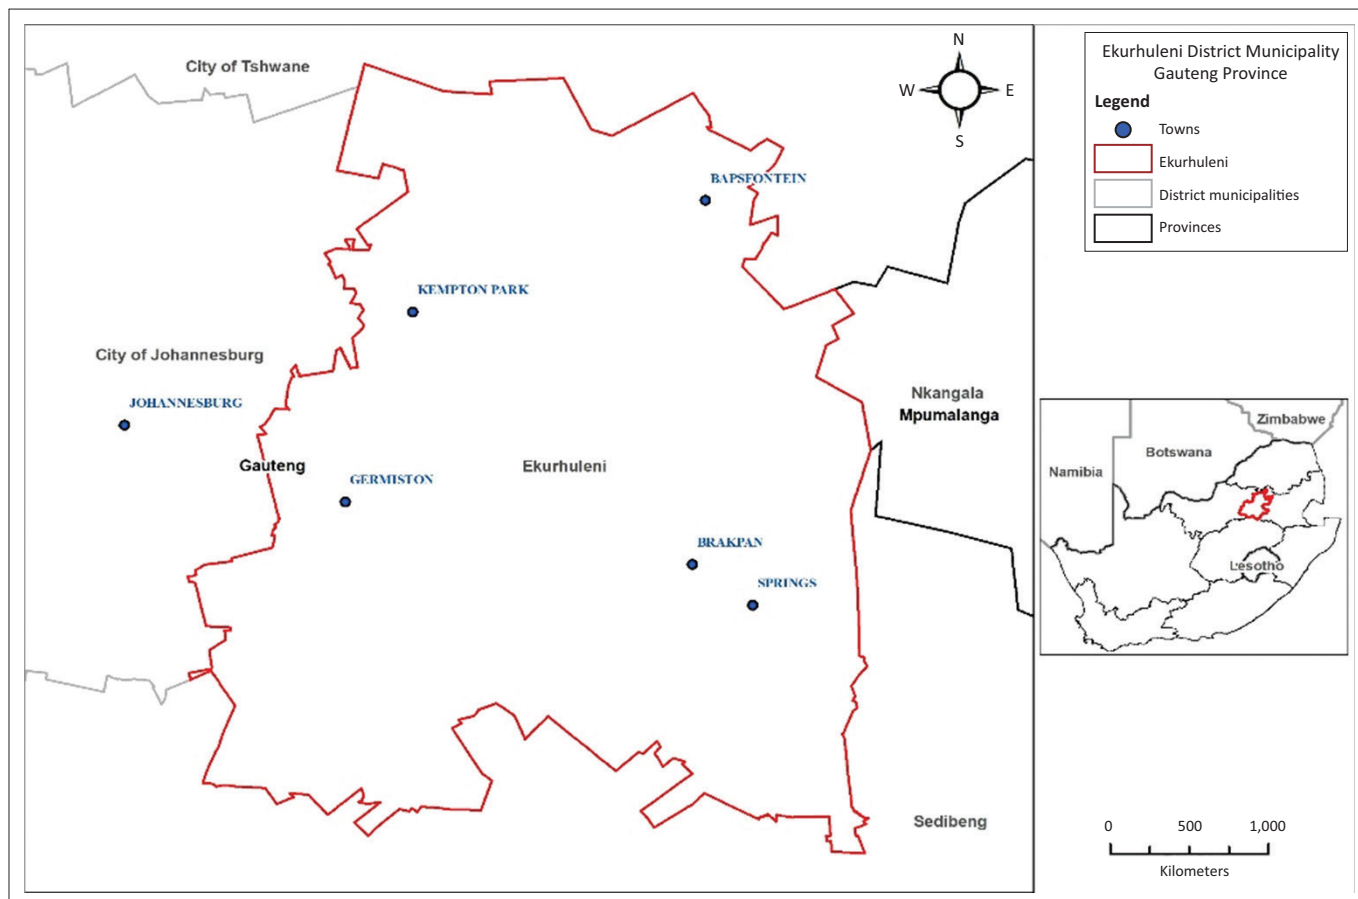 City of Tshwane
N
W E
S
BAPSFONTEIN
KEMPTON PARK
City of Johannesburg
JOHANNESBURG
Gauteng
GERMISTON
Ekurhuleni
Nkangala
Mpumalanga
BRAKPAN
SPRINGS
Sedibeng
Ekurhuleni District Municipality
Gauteng Province
Legend
Towns
Ekurhuleni
District municipalities
Provinces
Zimbabwe
Botswana
Namibia
Lesotho
0 500 1,000
Kilometers